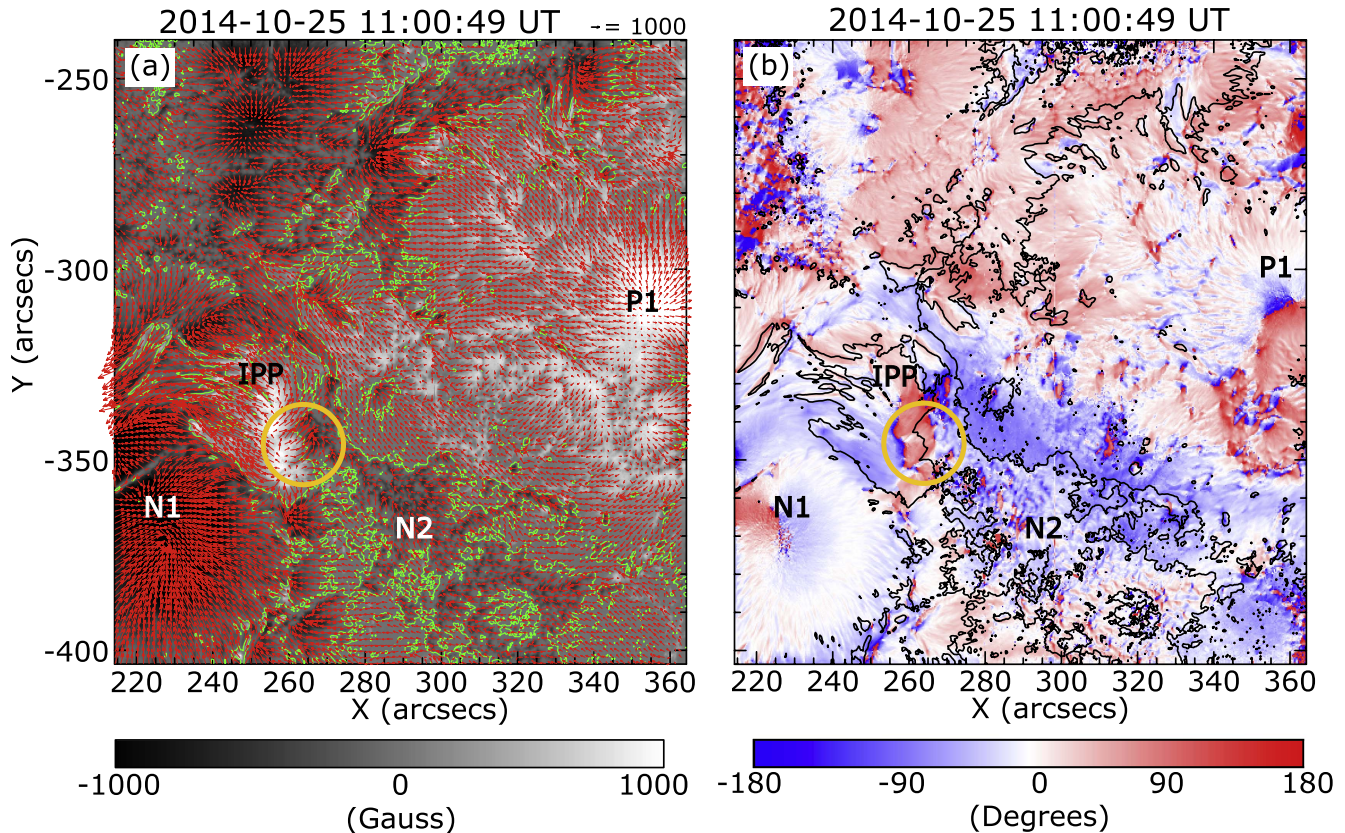 2014-10-25 11:00:49 UT
→= 1000
2014-10-25 11:00:49 UT
(a)
(b)
-250
-300
-350
-400
Y (arcsecs)
P1
IPP
N1
N2
P1
IPP
N1
N2
220 240 260 280 300 320 340 360
X (arcsecs)
220 240 260 280 300 320 340 360
X (arcsecs)
-1000 0 1000
(Gauss)
-180 -90 0 90 180
(Degrees)